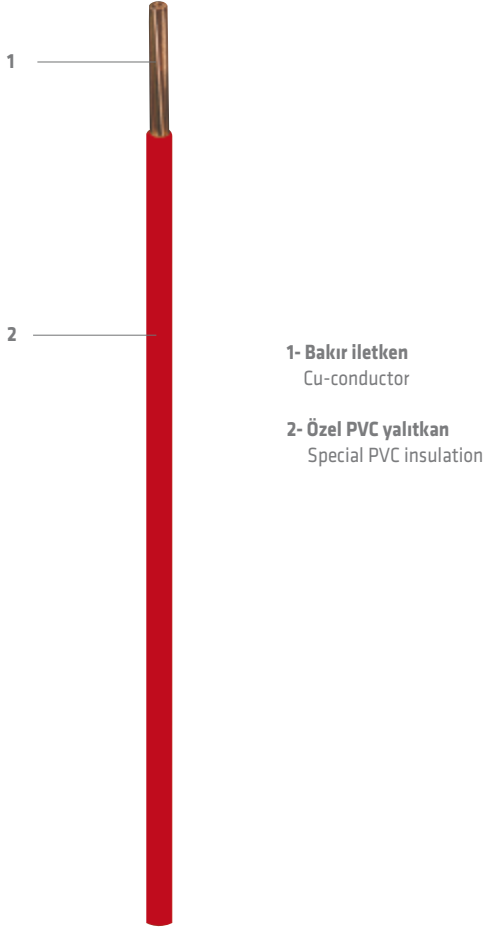 1
2
1- Bakır iletken
Cu-conductor
2- Özel PVC yalıtkan
Special PVC insulation